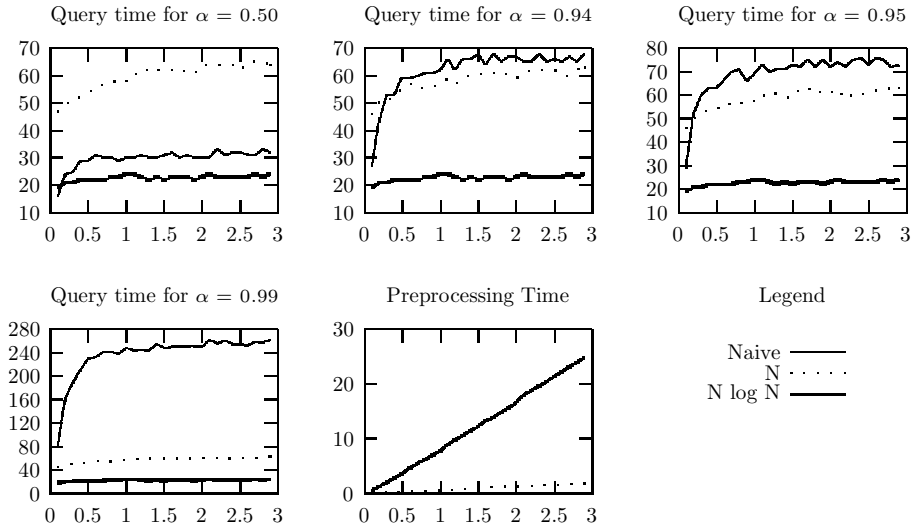 Query time for α = 0.50
70
60
50
40
30
20
10
0 0.5 1 1.5 2 2.5 3
Query time for α = 0.94
70
60
50
40
30
20
10
0 0.5 1 1.5 2 2.5 3
Query time for α = 0.95
80
70
60
50
40
30
20
10
0 0.5 1 1.5 2 2.5 3
Query time for α = 0.99
280
240
200
160
120
80
40
0
0 0.5 1 1.5 2 2.5 3
Preprocessing Time
30
20
10
0
0 0.5 1 1.5 2 2.5 3
Legend
Naive
N
N log N